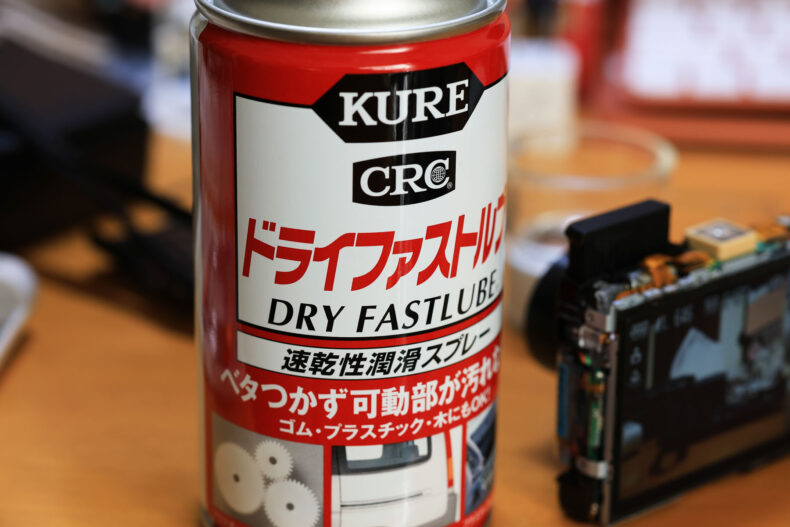 KURE
CRC®
ドライファストルブ
DRY FASTLUBE
速乾性潤滑スプレー
ベタつかず可動部が汚れ
ゴム・プラスチック・木にもOK!